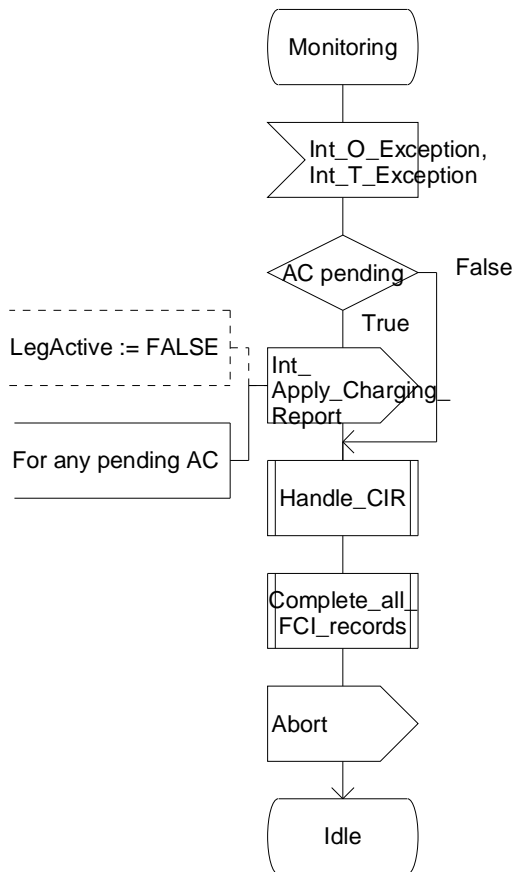 Monitoring
Int_O_Exception,
Int_T_Exception
AC pending
False
True
LegActive := FALSE
Int_
Apply_Charging_
Report
For any pending AC
Handle_CIR
Complete_all_
FCI_records
Abort
Idle